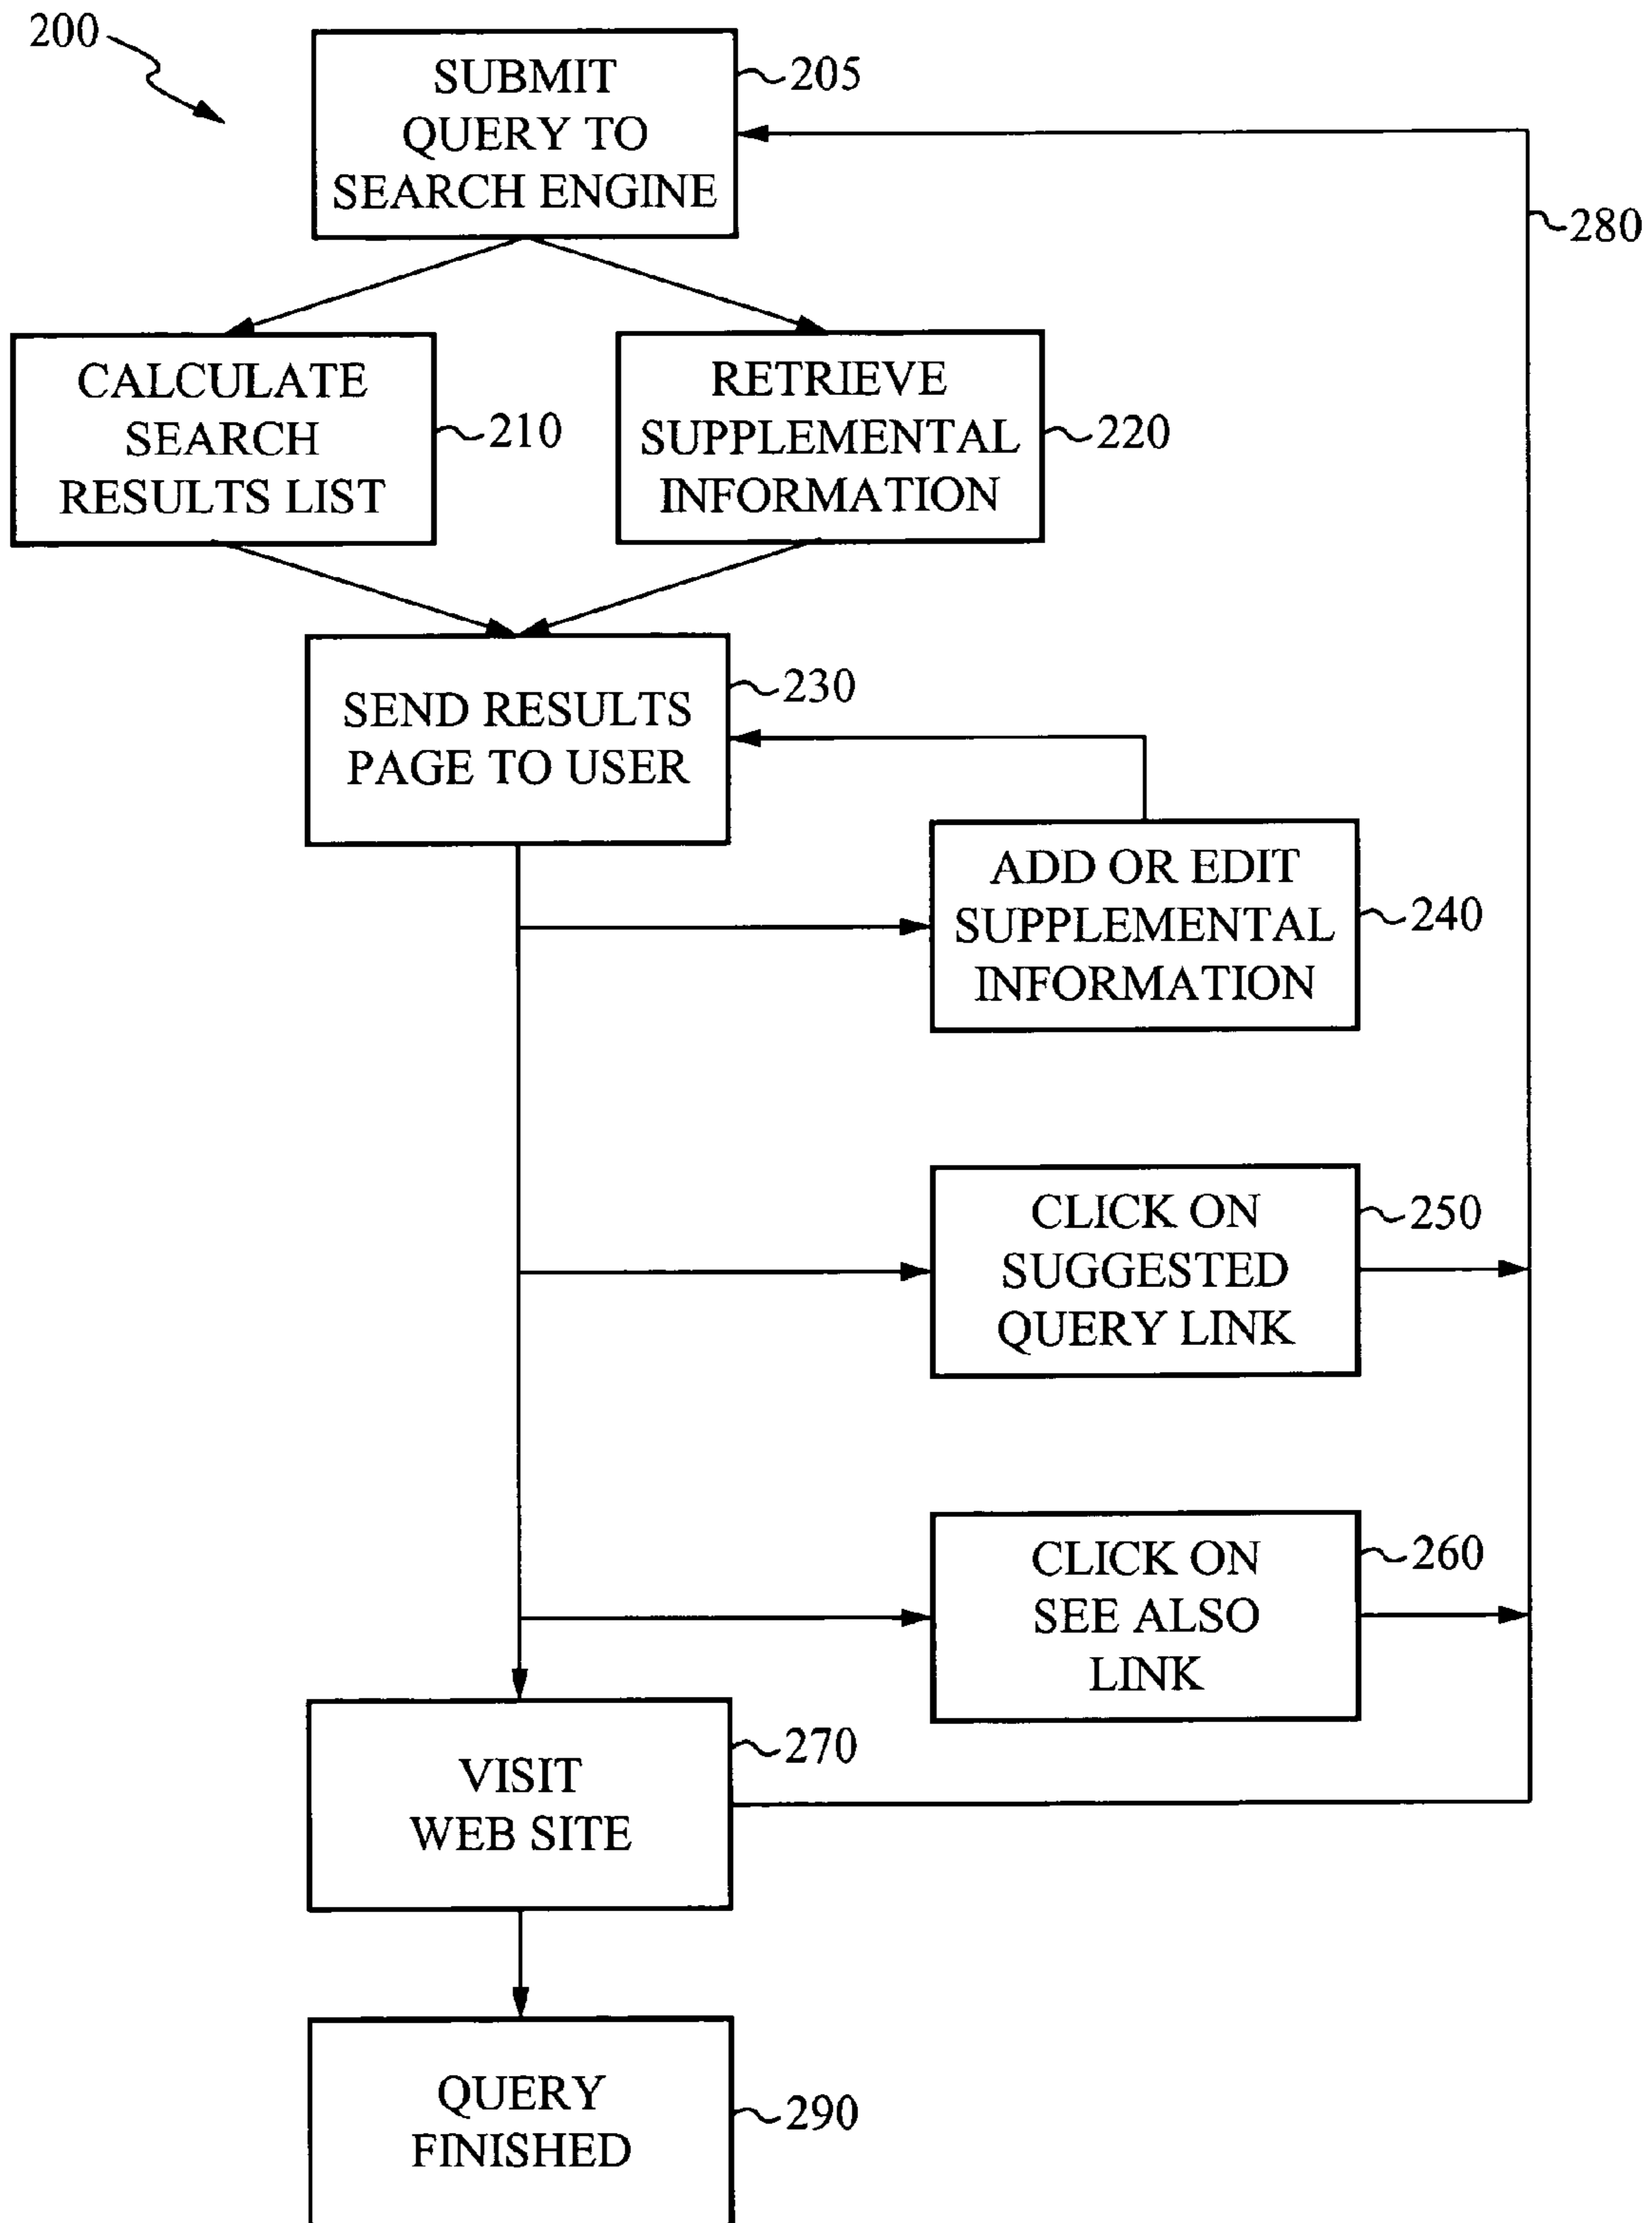 200
SUBMIT
QUERY TO
SEARCH ENGINE
205
280
CALCULATE
SEARCH
RESULTS LIST
210
RETRIEVE
SUPPLEMENTAL
INFORMATION
220
SEND RESULTS
PAGE TO USER
230
ADD OR EDIT
SUPPLEMENTAL
INFORMATION
240
CLICK ON
SUGGESTED
QUERY LINK
250
CLICK ON
SEE ALSO
LINK
260
VISIT
WEB SITE
270
QUERY
FINISHED
290